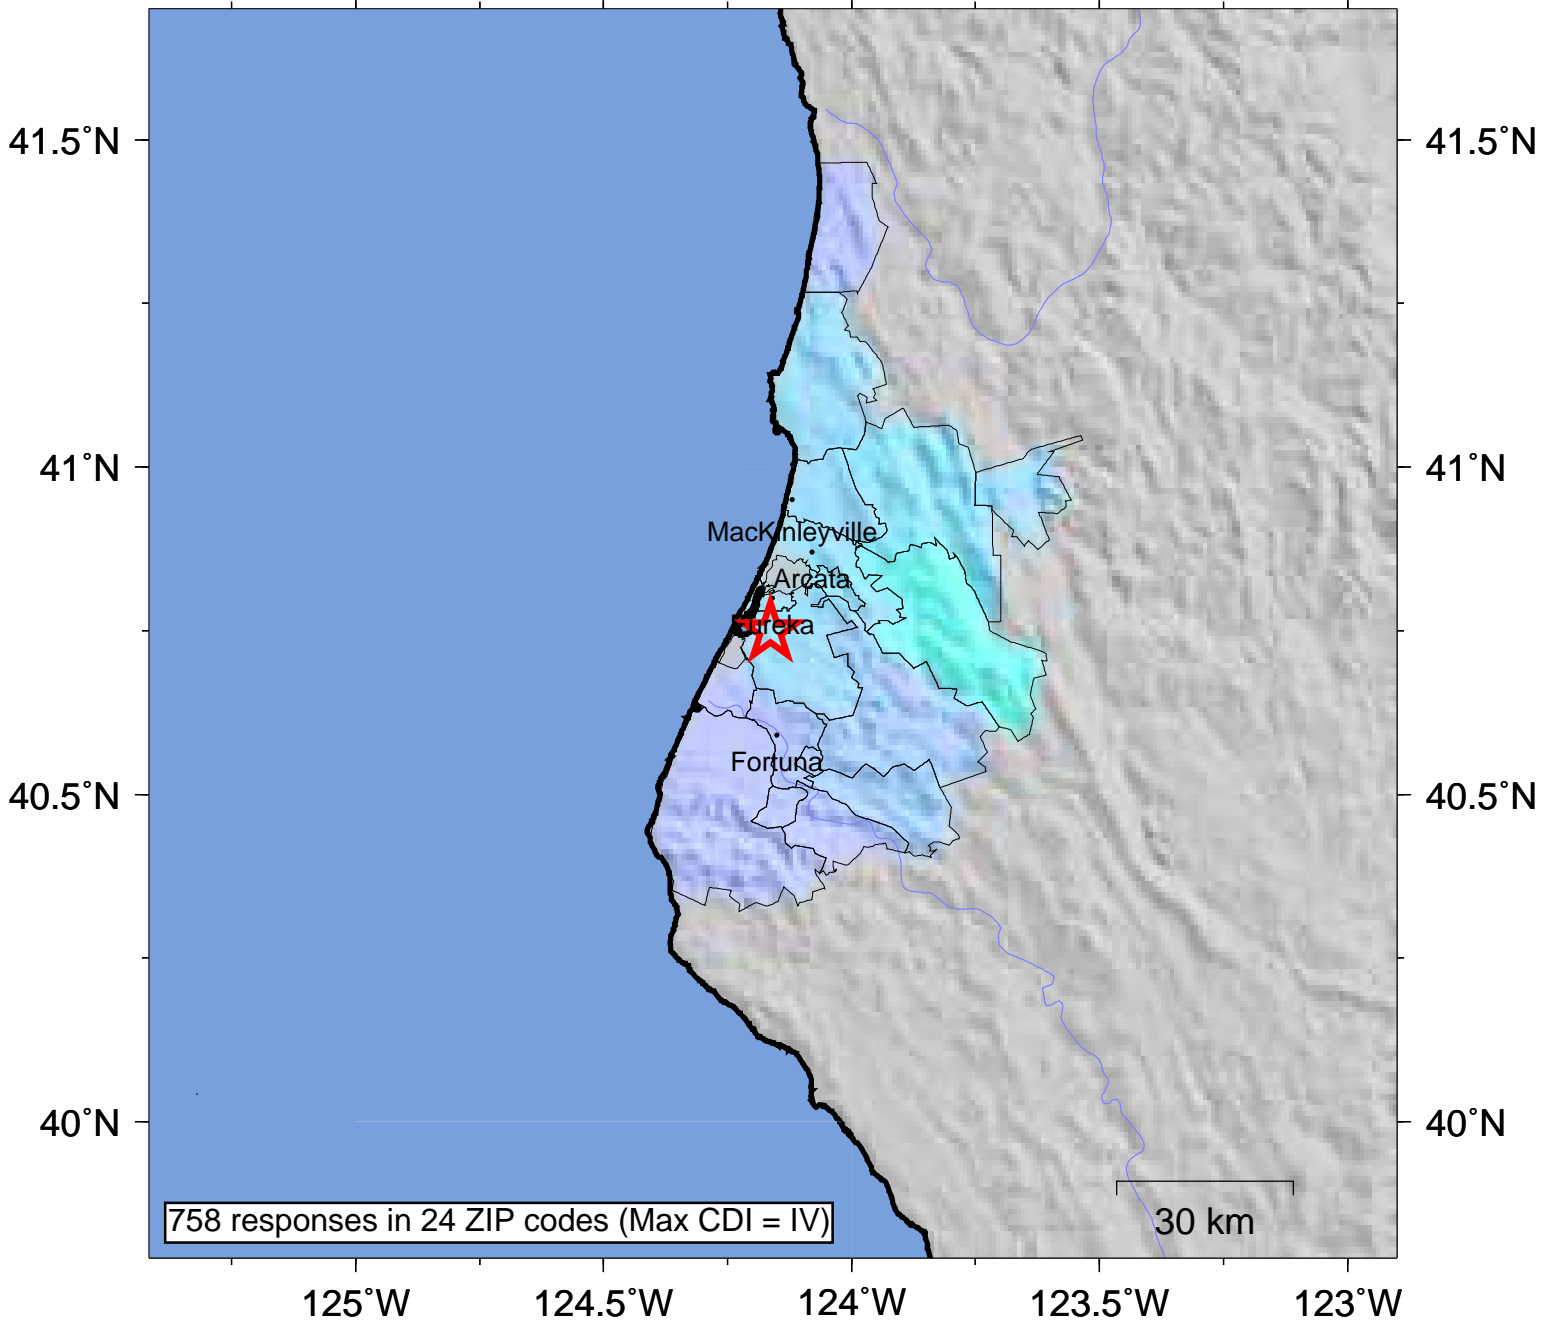 41.5°N 41.5°N
41°N 41°N
MacKinleyville
Arcata
Eureka
Fortuna
40.5°N 40.5°N
40°N 40°N
758 responses in 24 ZIP codes (Max CDI = IV)
30 km
125°W 124.5°W 124°W 123.5°W 123°W